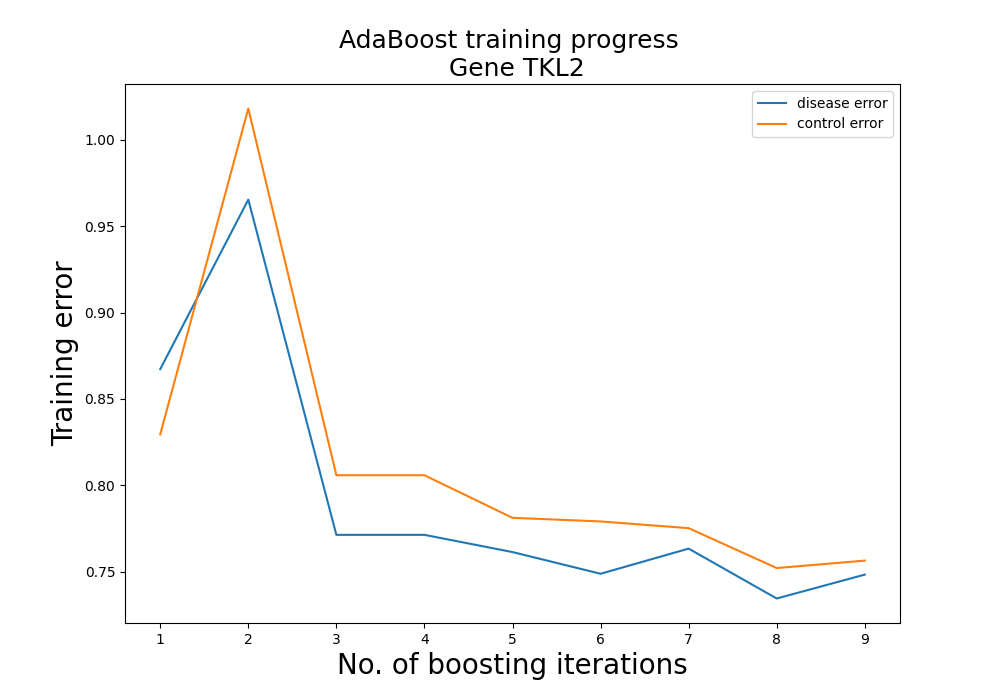 AdaBoost training progress
Gene TKL2
disease error
control error
Training error
1.00
0.95
0.90
0.85
0.80
0.75
1 2 3 4 5 6 7 8 9
No. of boosting iterations